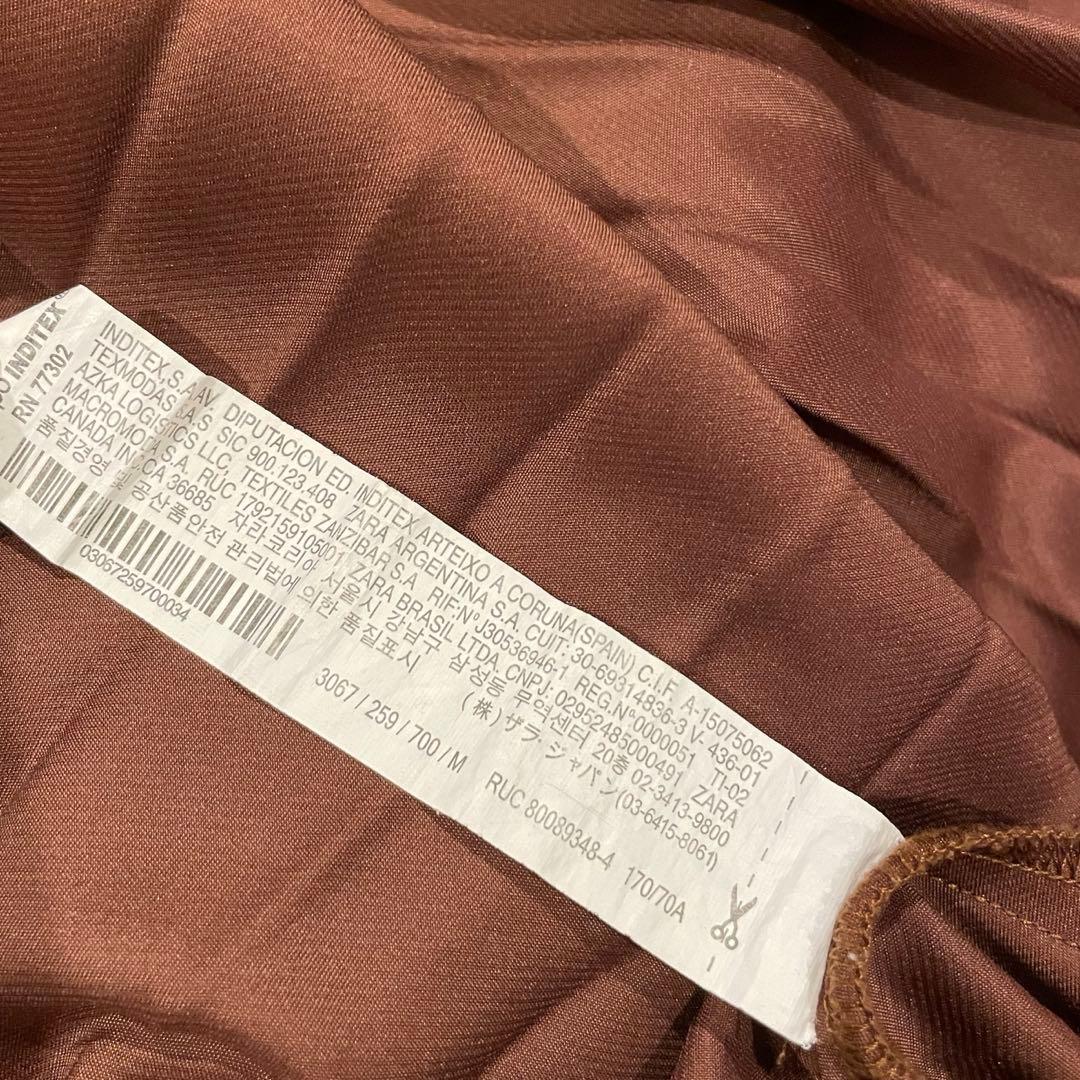 INDITEX
RN 77302
INDITEX, S.A AV. DIPUTACION ED. INDITEX ARTEIXO A CORUNA (SPAIN) C.I.F. A-15075062
TEXMODAS S.A.S SIC 900.123.408 ZARA ARGENTINA S.A. CUIT: 30-69314836-3 V. 436-01
AZKA LOGISTICS LLC, TEXTILES ZANZIBAR S.A RIF-N°J30536946-1 REG.N°0000051 TI-02
MACROMODA S.A. RUC 1792159105001 ZARA BRASIL LTDA. CNPJ: 02952485000491 ZARA
CANADA INC CA 36685 자라코리아 서울시 강남구 삼성동 무역센터 20층 02-3413-9800
품질경영 및 공산품안전 관리법에 의한 품질표시 (株) ザラ・ジャパン (03-6415-8061)
03067259700034
3067 / 259 / 700 / M RUC 80089348-4 170/70A